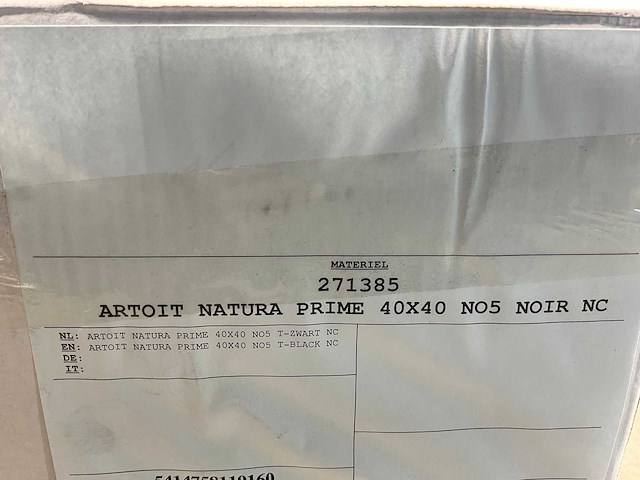 MATERIEL
271385
ARTOIT NATURA PRIME 40X40 NO5 NOIR NC
NL: ARTOIT NATURA PRIME 40X40 NO5 T-ZWART NC
EN: ARTOIT NATURA PRIME 40X40 NO5 T-BLACK NC
DE:
IT: